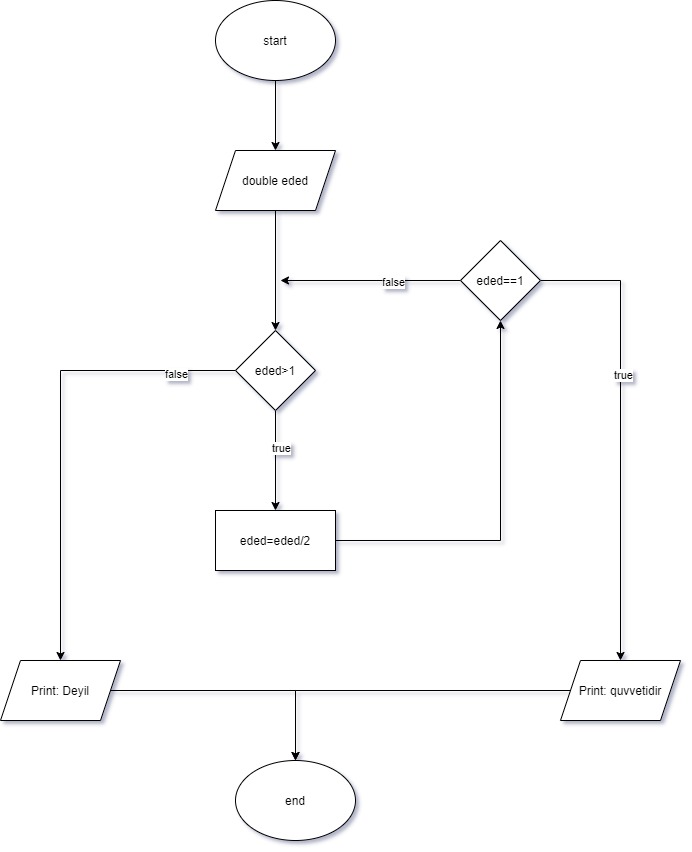 start
double eded
eded==1
false
eded>1
false
true
true
eded=eded/2
Print: Deyil
Print: quvvetidir
end